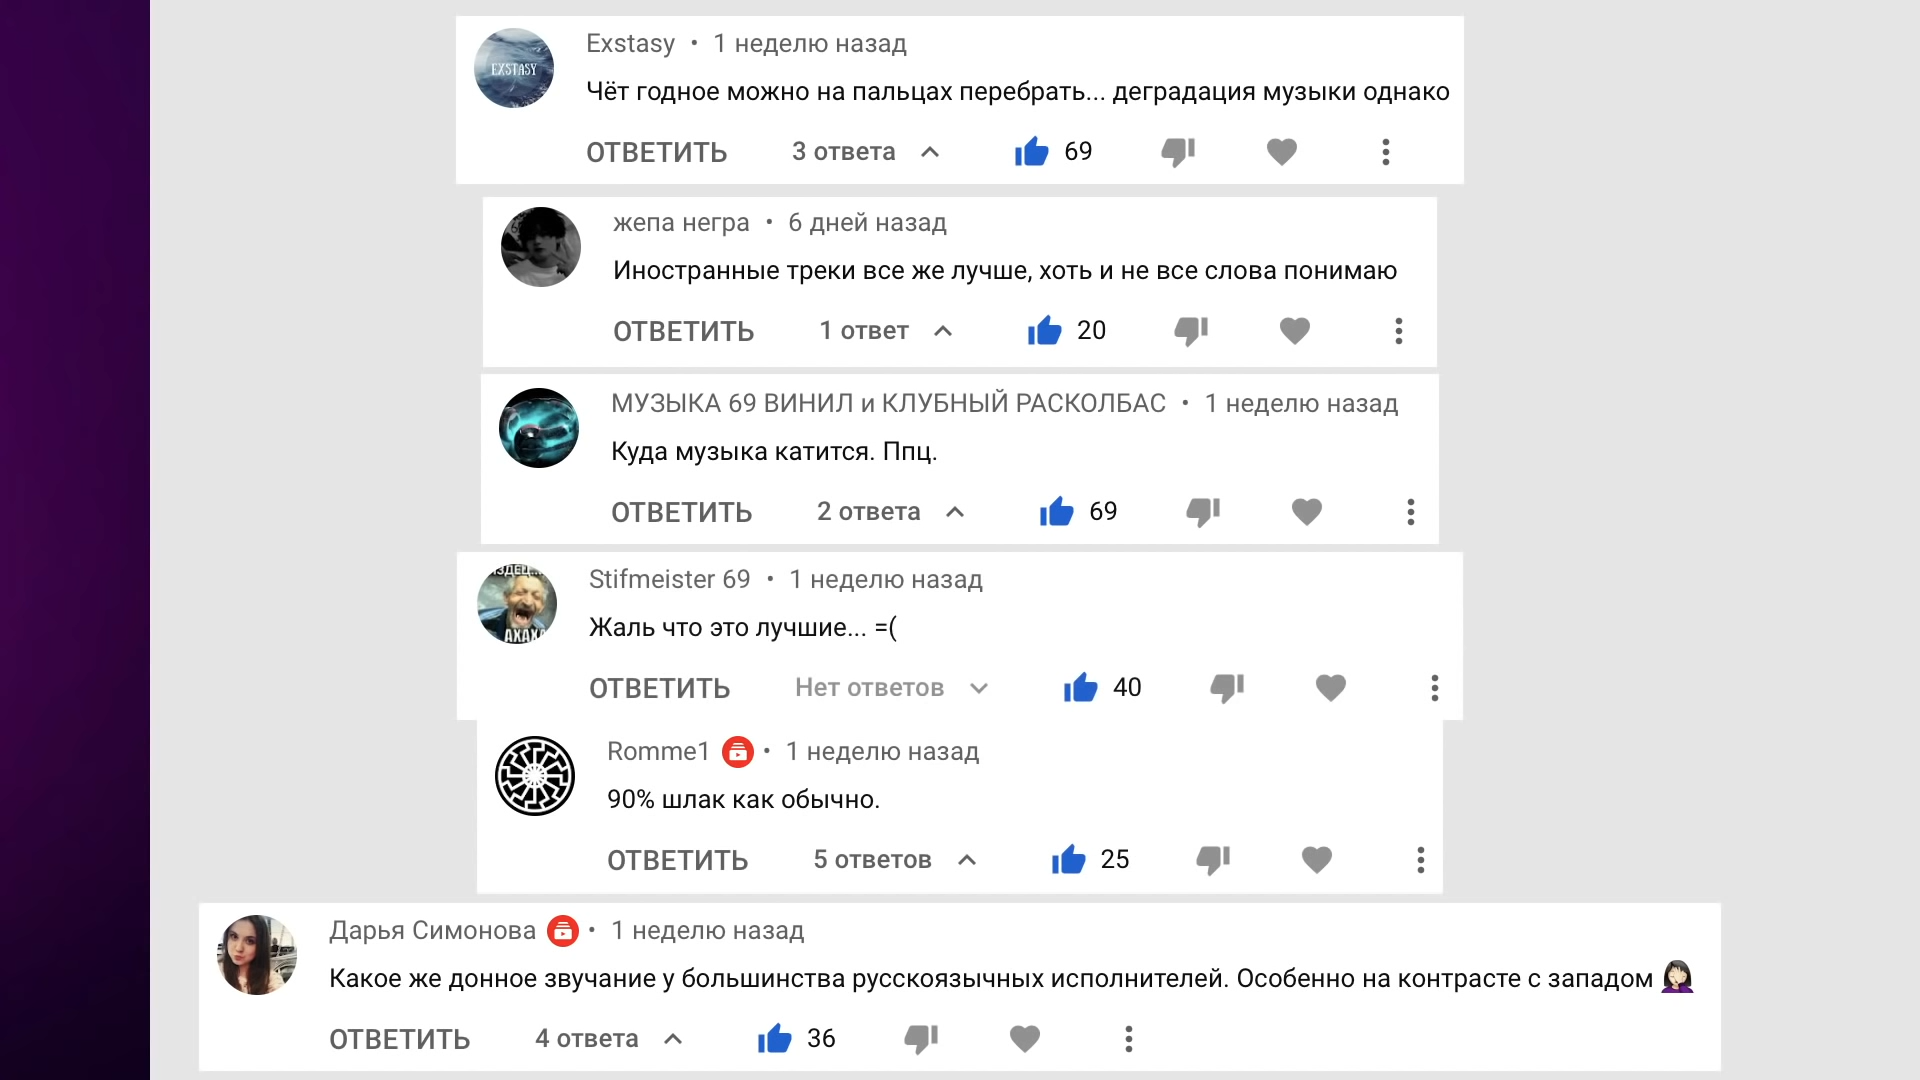 EXSTASY
Exstasy • 1 неделю назад
Чёт годное можно на пальцах перебрать... деградация музыки однако
ОТВЕТИТЬ 3 ответа 69
жепа негра • 6 дней назад
Иностранные треки все же лучше, хоть и не все слова понимаю
ОТВЕТИТЬ 1 ответ 20
МУЗЫКА 69 ВИНИЛ и КЛУБНЫЙ РАСКОЛБАС • 1 неделю назад
Куда музыка катится. Ппц.
ОТВЕТИТЬ 2 ответа 69
Stifmeister 69 • 1 неделю назад
АХАХА
Жаль что это лучшие... =(
ОТВЕТИТЬ Нет ответов 40
Romme1 • 1 неделю назад
90% шлак как обычно.
ОТВЕТИТЬ 5 ответов 25
Дарья Симонова • 1 неделю назад
Какое же донное звучание у большинства русскоязычных исполнителей. Особенно на контрасте с западом 🤦🏻‍♀️
ОТВЕТИТЬ 4 ответа 36